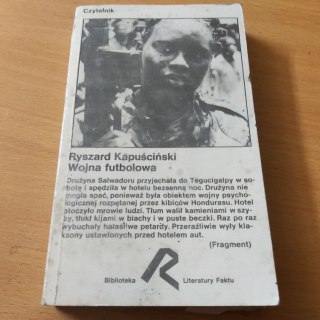 Czytelnik
Ryszard Kapuściński
Wojna futbolowa
Drużyna Salwadoru przyjechała do Tegucigalpy w so-
botę i spędziła w hotelu bezsenną noc. Drużyna nie
mogła spać, ponieważ była obiektem wojny psycho-
logicznej rozpętanej przez kibiców Hondurasu. Hotel
otoczyło mrowie ludzi. Tłum walił kamieniami w szy-
by, tłukł kijami w blachy i w puste beczki. Raz po raz
wybuchały hałaśliwe petardy. Przeraźliwie wyły kla-
ksony ustawionych przed hotelem aut.
(Fragment)
Biblioteka R Literatury Faktu